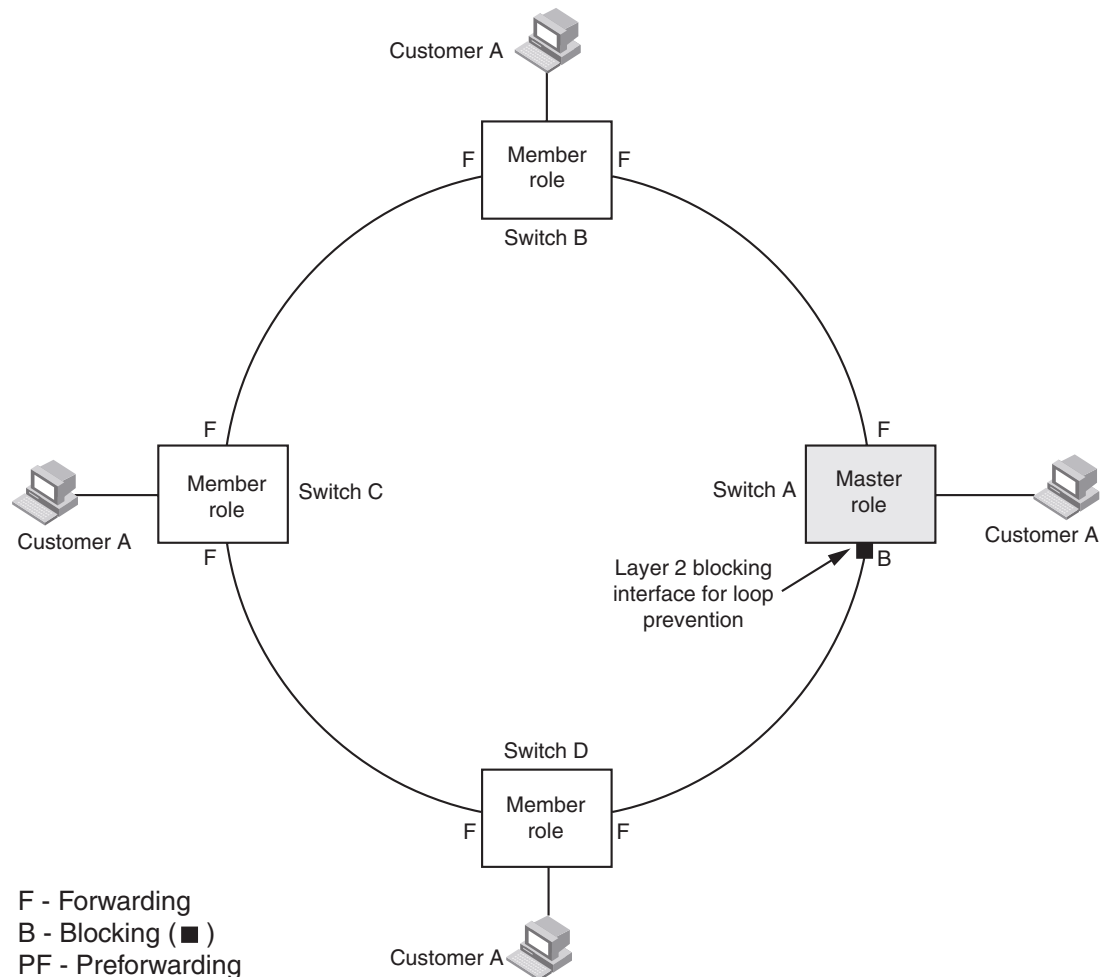 Customer A
F
Member
role
F
Switch B
F
Member
role
Switch C
Customer A
F
F
Switch A
Master
role
Customer A
B
Layer 2 blocking
interface for loop
prevention
Switch D
Member
role
F
F
Customer A
F - Forwarding
B - Blocking (■)
PF - Preforwarding